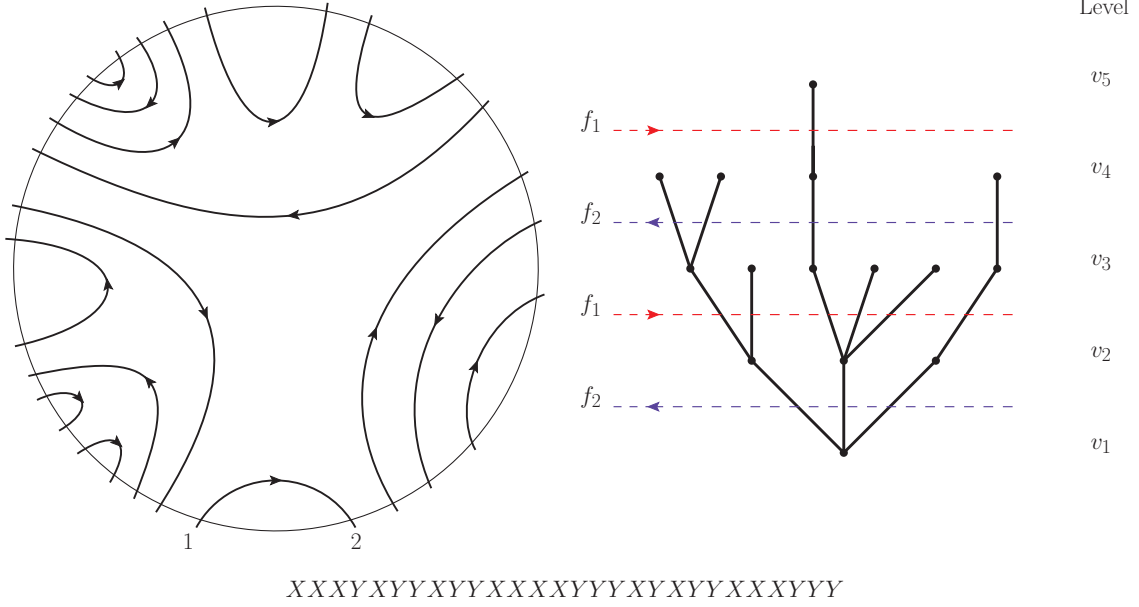 Level
v₅
f₁
v₄
f₂
v₃
f₁
v₂
f₂
v₁
1 2
XXXYXYYXYYXXXXYYYXYXYYXXXYYY